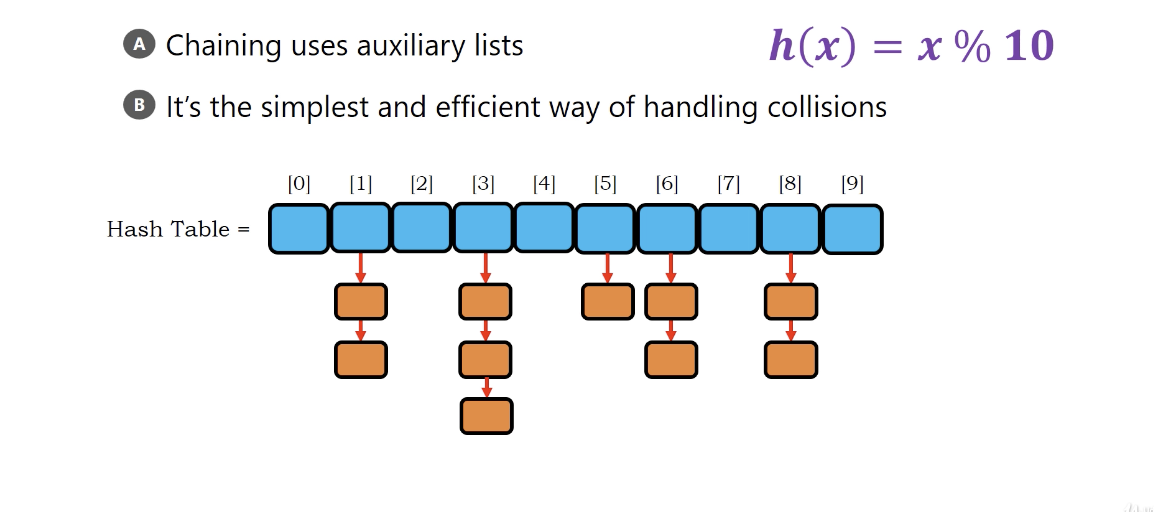 A Chaining uses auxiliary lists
h(x) = x % 10
B It's the simplest and efficient way of handling collisions
[0] [1] [2] [3] [4] [5] [6] [7] [8] [9]
Hash Table =